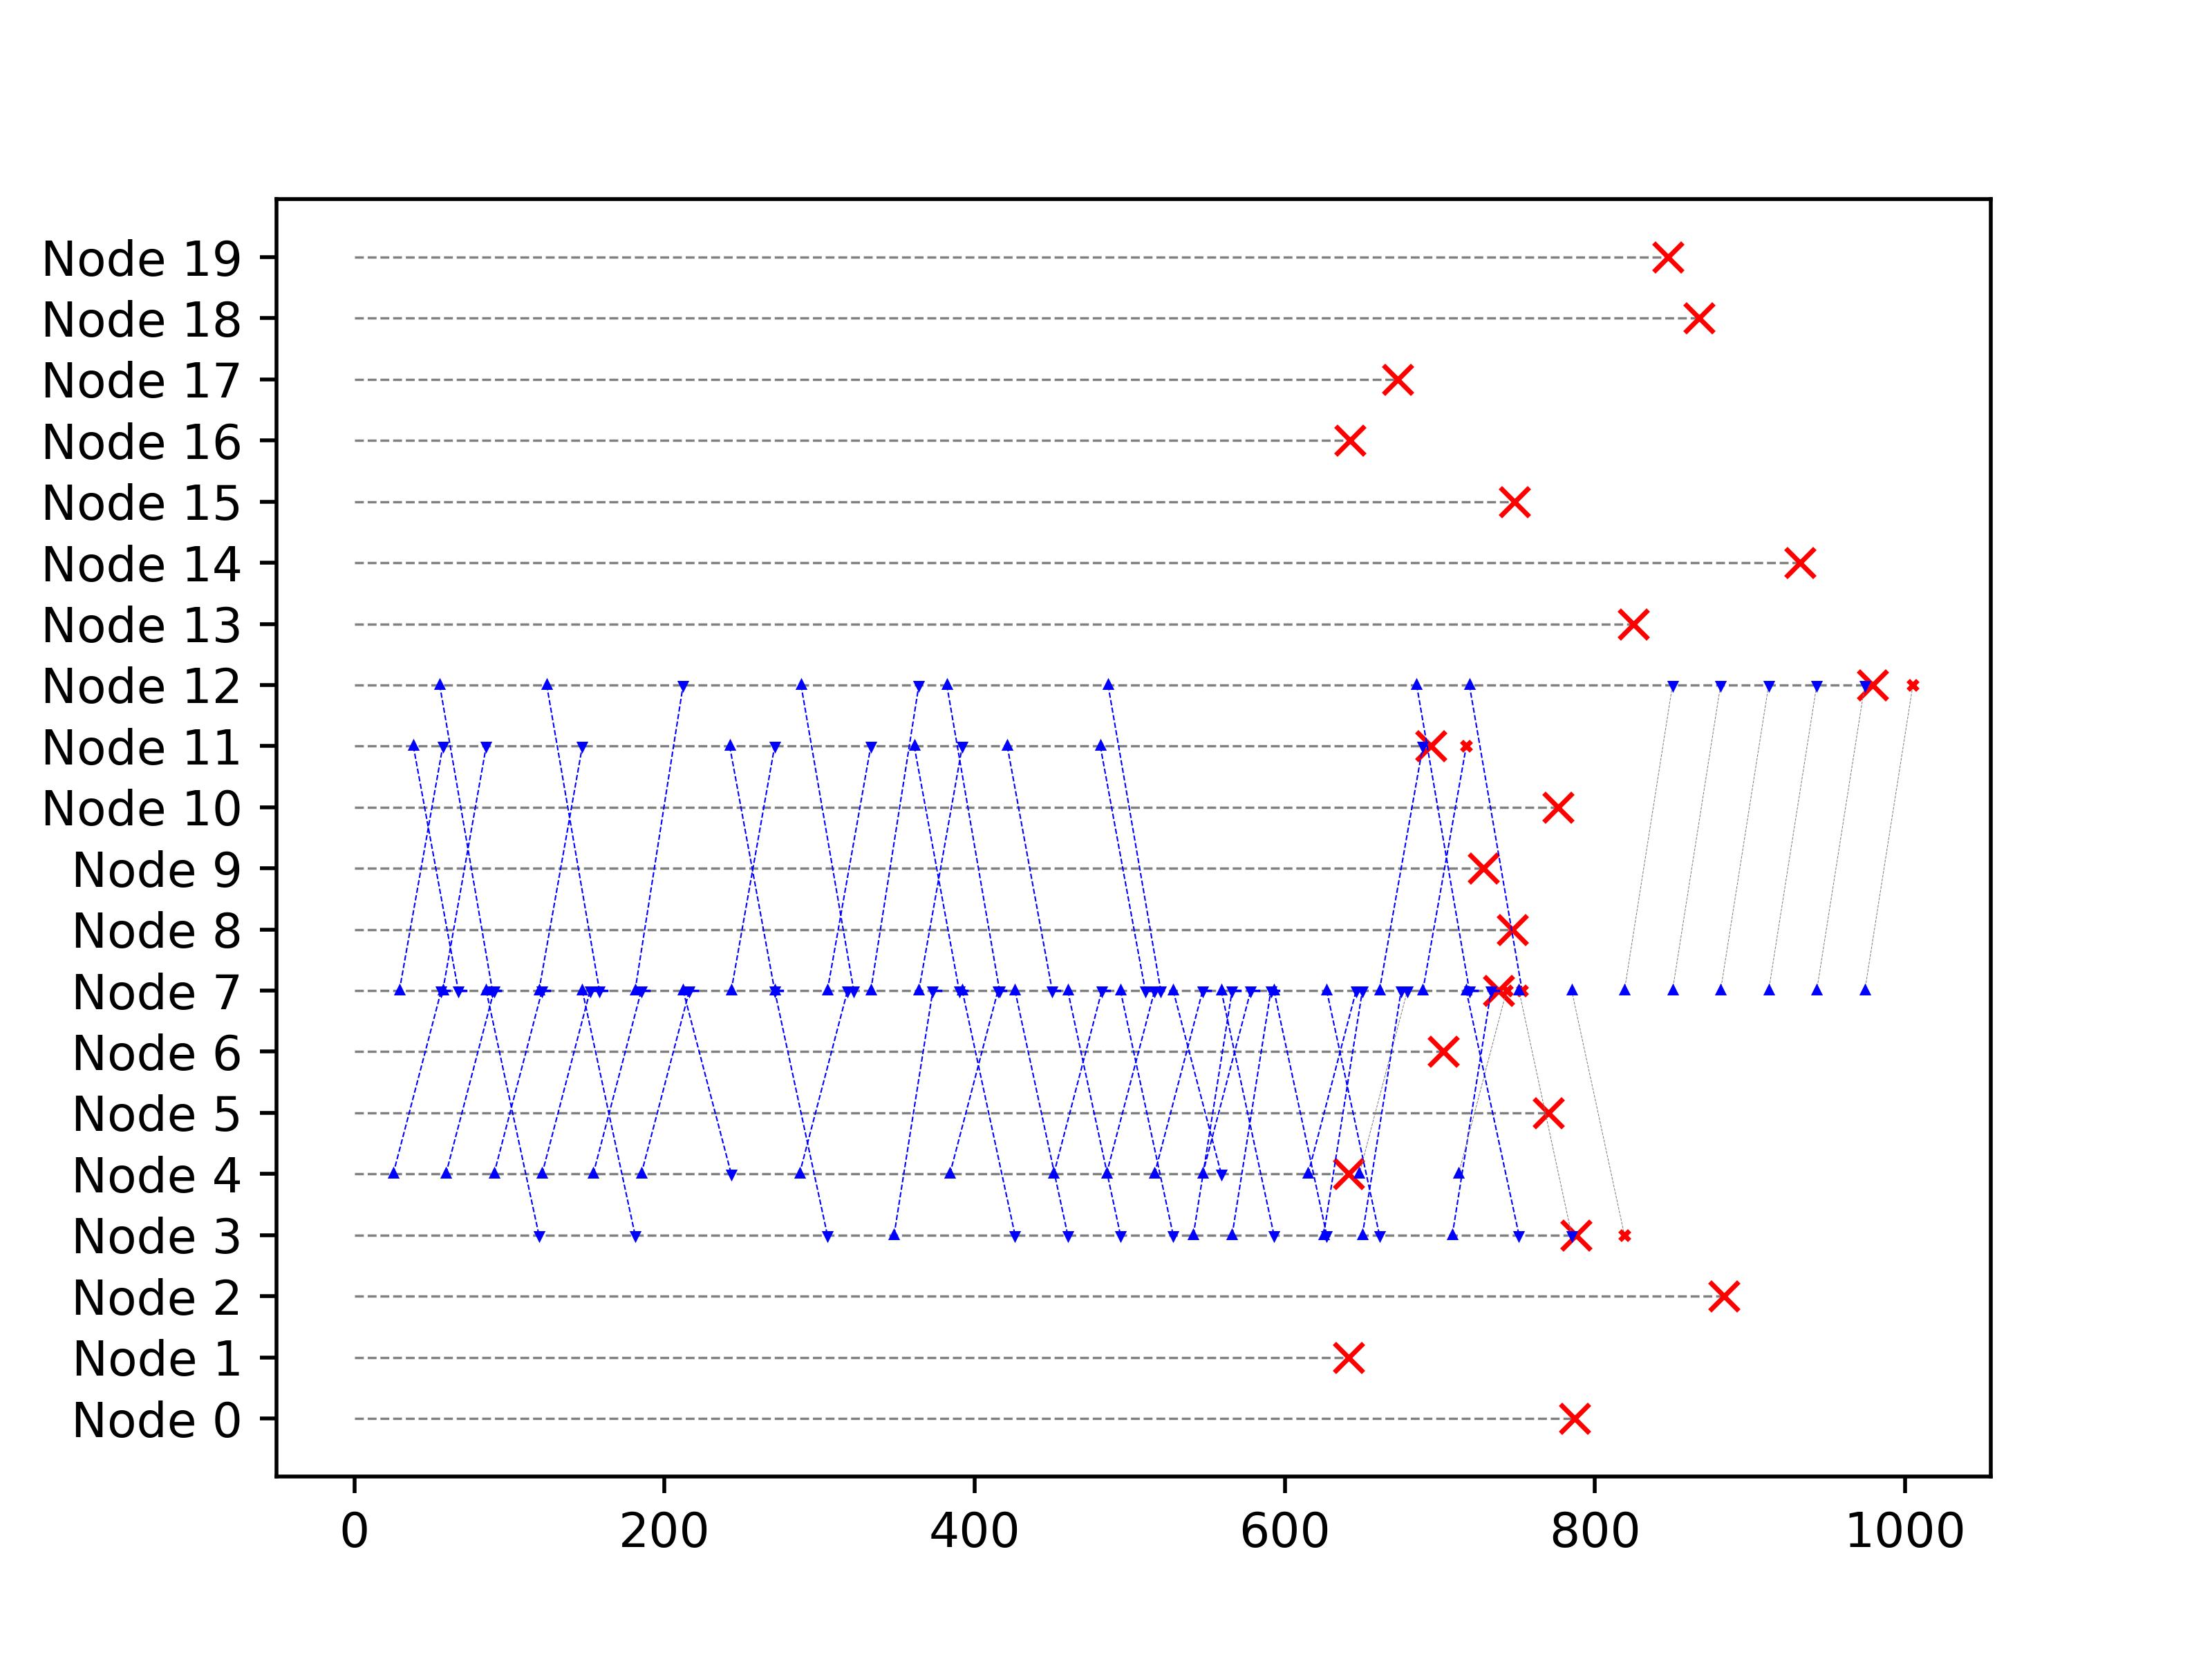 Node 19
Node 18
Node 17
Node 16
Node 15
Node 14
Node 13
Node 12
Node 11
Node 10
Node 9
Node 8
Node 7
Node 6
Node 5
Node 4
Node 3
Node 2
Node 1
Node 0
0 200 400 600 800 1000